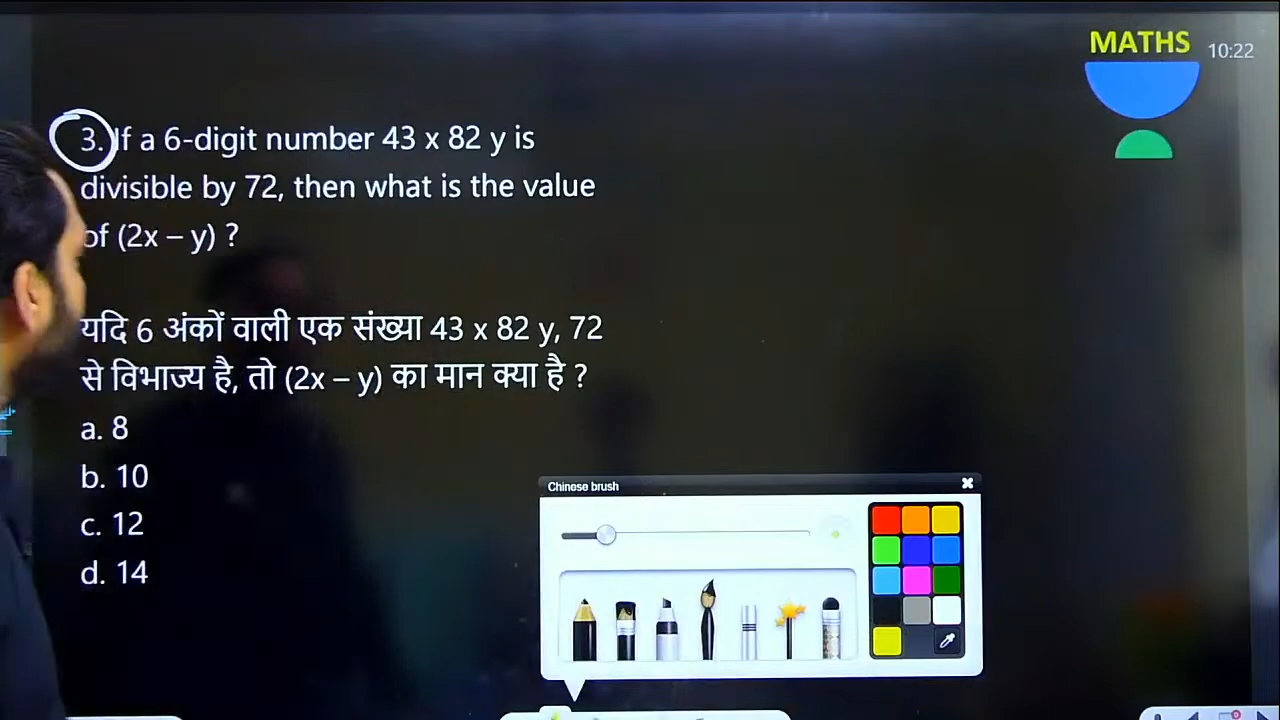 MATHS
10:22
3. If a 6-digit number 43 x 82 y is
divisible by 72, then what is the value
of (2x – y) ?
यदि 6 अंकों वाली एक संख्या 43 x 82 y, 72
से विभाज्य है, तो (2x – y) का मान क्या है ?
a. 8
b. 10
c. 12
d. 14
Chinese brush